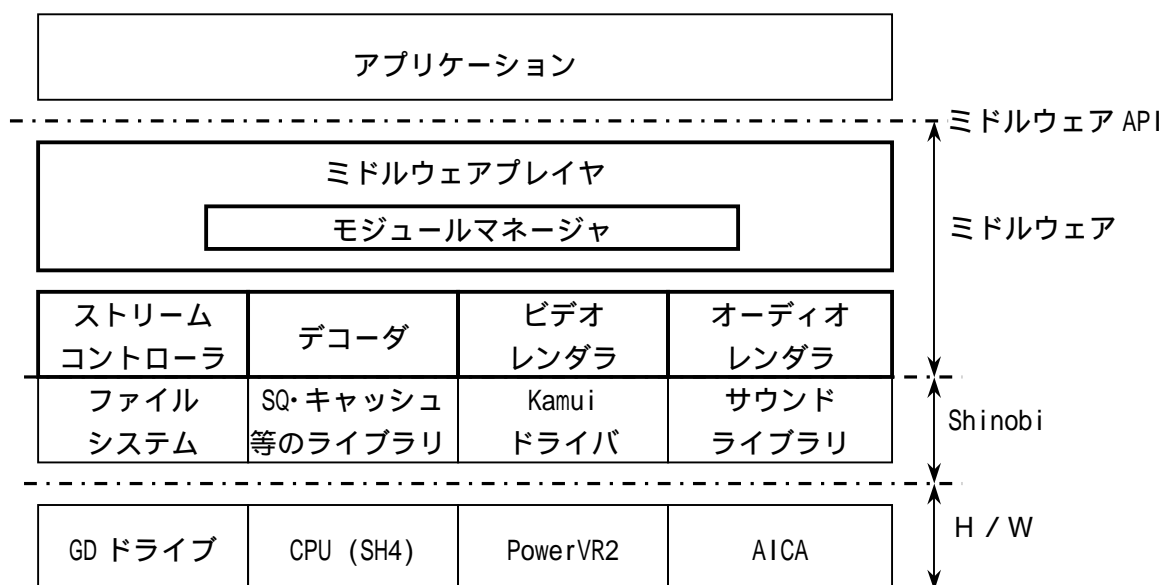 アプリケーション
ミドルウェア API
ミドルウェアプレイヤ
モジュールマネージャ
ミドルウェア
ストリーム
コントローラ
デコーダ
ビデオ
レンダラ
オーディオ
レンダラ
ファイル
システム
SQ・キャッシュ
等のライブラリ
Kamui
ドライバ
サウンド
ライブラリ
Shinobi
GD ドライブ
CPU (SH4)
PowerVR2
AICA
H / W